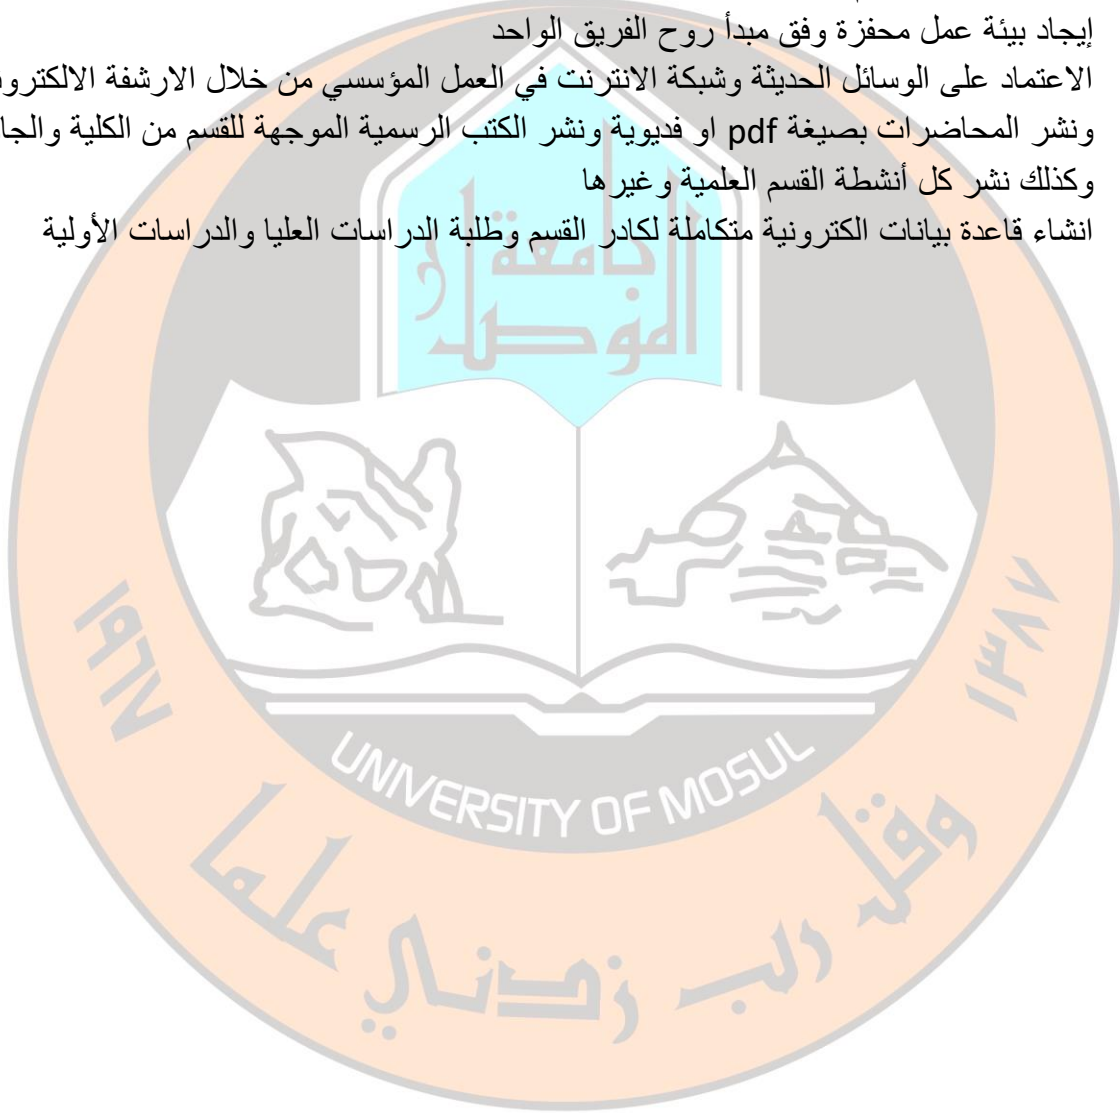 إيجاد بيئة عمل محفزة وفق مبدأ روح الفريق الواحد
الاعتماد على الوسائل الحديثة وشبكة الانترنت في العمل المؤسسي من خلال الارشفة
ونشر المحاضرات بصيغة pdf او فديوية ونشر الكتب الرسمية الموجهة للقسم من الكلية
وكذلك نشر كل أنشطة القسم العلمية وغيرها
انشاء قاعدة بيانات الكترونية متكاملة لكادر القسم وطلبة الدراسات العليا والدراسات الأولية
جامعة
الموصل
١٩٦٧
١٣٨٧
UNIVERSITY OF MOSUL
وقل رب زدني علما